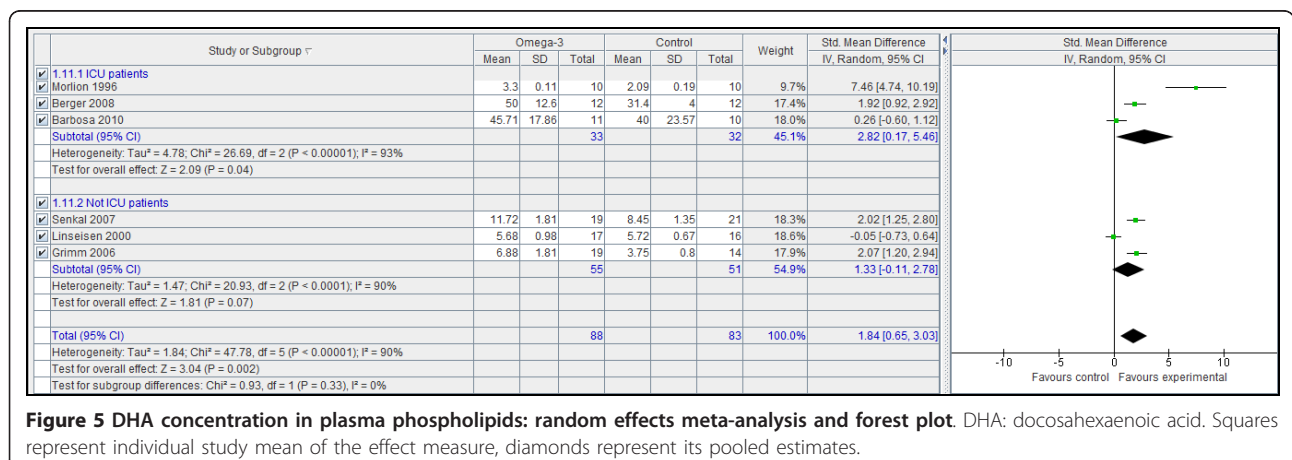 Study or Subgroup Omega-3 Control Weight Std. Mean Difference Std. Mean Difference
Mean SD Total Mean SD Total IV, Random, 95% CI IV, Random, 95% CI
1.11.1 ICU patients
Morlion 1996 3.3 0.11 10 2.09 0.19 10 9.7% 7.46 [4.74, 10.19]
Berger 2008 50 12.6 12 31.4 4 12 17.4% 1.92 [0.92, 2.92]
Barbosa 2010 45.71 17.86 11 40 23.57 10 18.0% 0.26 [-0.60, 1.12]
Subtotal (95% CI) 33 32 45.1% 2.82 [0.17, 5.46]
Heterogeneity: Tau² = 4.78; Chi² = 26.69, df = 2 (P < 0.00001); I² = 93%
Test for overall effect: Z = 2.09 (P = 0.04)
1.11.2 Not ICU patients
Senkal 2007 11.72 1.81 19 8.45 1.35 21 18.3% 2.02 [1.25, 2.80]
Linseisen 2000 5.68 0.98 17 5.72 0.67 16 18.6% -0.05 [-0.73, 0.64]
Grimm 2006 6.88 1.81 19 3.75 0.8 14 17.9% 2.07 [1.20, 2.94]
Subtotal (95% CI) 55 51 54.9% 1.33 [-0.11, 2.78]
Heterogeneity: Tau² = 1.47; Chi² = 20.93, df = 2 (P < 0.0001); I² = 90%
Test for overall effect: Z = 1.81 (P = 0.07)
Total (95% CI) 88 83 100.0% 1.84 [0.65, 3.03]
Heterogeneity: Tau² = 1.84; Chi² = 47.78, df = 5 (P < 0.00001); I² = 90%
Test for overall effect: Z = 3.04 (P = 0.002)
Test for subgroup differences: Chi² = 0.93, df = 1 (P = 0.33), I² = 0%
-10 -5 0 5 10
Favours control Favours experimental
Figure 5 DHA concentration in plasma phospholipids: random effects meta-analysis and forest plot. DHA: docosahexaenoic acid. Squares
represent individual study mean of the effect measure, diamonds represent its pooled estimates.